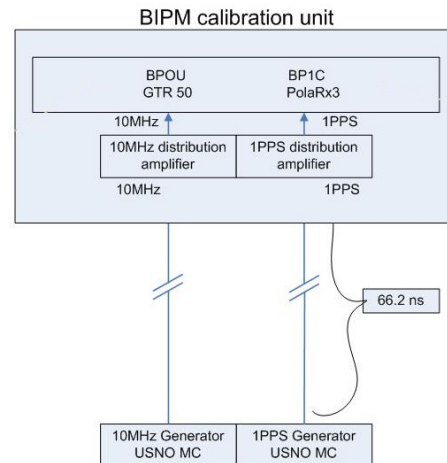 BIPM calibration unit
BPOU BP1C
GTR 50 PolaRx3
10MHz 1PPS
10MHz distribution 1PPS distribution
amplifier amplifier
10MHz 1PPS
66.2 ns
10MHz Generator 1PPS Generator
USNO MC USNO MC